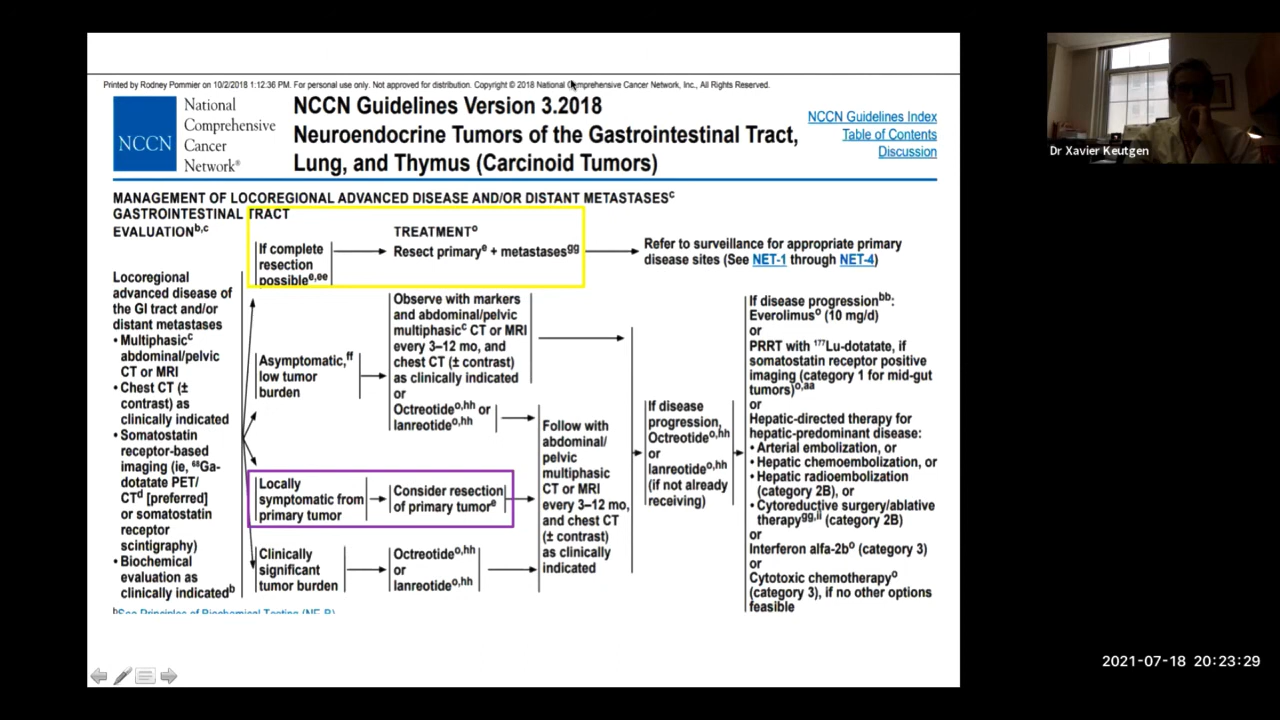 Printed by Rodney Pommier on 10/2/2018 1:12:36 PM. For personal use only. Not approved for distribution. Copyright © 2018 National Comprehensive Cancer Network, Inc., All Rights Reserved.
NCCN
National
Comprehensive
Cancer
Network®
NCCN Guidelines Version 3.2018
Neuroendocrine Tumors of the Gastrointestinal Tract,
Lung, and Thymus (Carcinoid Tumors)
NCCN Guidelines Index
Table of Contents
Discussion
MANAGEMENT OF LOCOREGIONAL ADVANCED DISEASE AND/OR DISTANT METASTASESc
GASTROINTESTINAL TRACT
EVALUATIONb,c
Locoregional
advanced disease of
the GI tract and/or
distant metastases
• Multiphasicc
abdominal/pelvic
CT or MRI
• Chest CT (±
contrast) as
clinically indicated
• Somatostatin
receptor-based
imaging (ie, 68Ga-
dotatate PET/
CTd [preferred]
or somatostatin
receptor
scintigraphy)
• Biochemical
evaluation as
clinically indicatedb
If complete
resection
possiblee,ee
TREATMENTo
Resect primarye + metastasesgg
Refer to surveillance for appropriate primary
disease sites (See NET-1 through NET-4)
Asymptomatic,ff
low tumor
burden
Observe with markers
and abdominal/pelvic
multiphasicc CT or MRI
every 3–12 mo, and
chest CT (± contrast)
as clinically indicated
or
Octreotideo,hh or
lanreotideo,hh
Locally
symptomatic from
primary tumor
Consider resection
of primary tumore
Clinically
significant
tumor burden
Octreotideo,hh
or
lanreotideo,hh
Follow with
abdominal/
pelvic
multiphasic
CT or MRI
every 3–12 mo,
and chest CT
(± contrast)
as clinically
indicated
If disease
progression,
Octreotideo,hh
or
lanreotideo,hh
(if not already
receiving)
If disease progressionbb:
Everolimuso (10 mg/d)
or
PRRT with 177Lu-dotatate, if
somatostatin receptor positive
imaging (category 1 for mid-gut
tumors)o,aa
or
Hepatic-directed therapy for
hepatic-predominant disease:
• Arterial embolization, or
• Hepatic chemoembolization, or
• Hepatic radioembolization
(category 2B), or
• Cytoreductive surgery/ablative
therapygg,ii (category 2B)
or
Interferon alfa-2bo (category 3)
or
Cytotoxic chemotherapyo
(category 3), if no other options
feasible
bSee Principles of Biochemical Testing (NE-B)
Dr Xavier Keutgen
2021-07-18 20:23:29